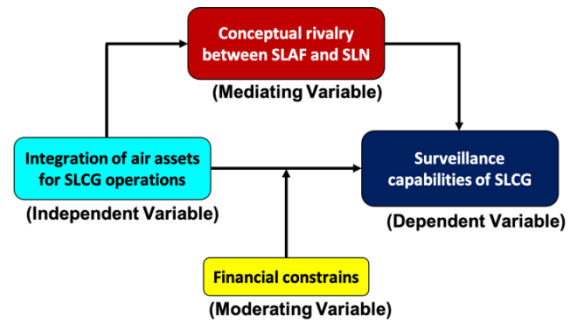 Conceptual rivalry
between SLAF and SLN
(Mediating Variable)
Integration of air assets
for SLCG operations
(Independent Variable)
Surveillance
capabilities of SLCG
(Dependent Variable)
Financial constrains
(Moderating Variable)